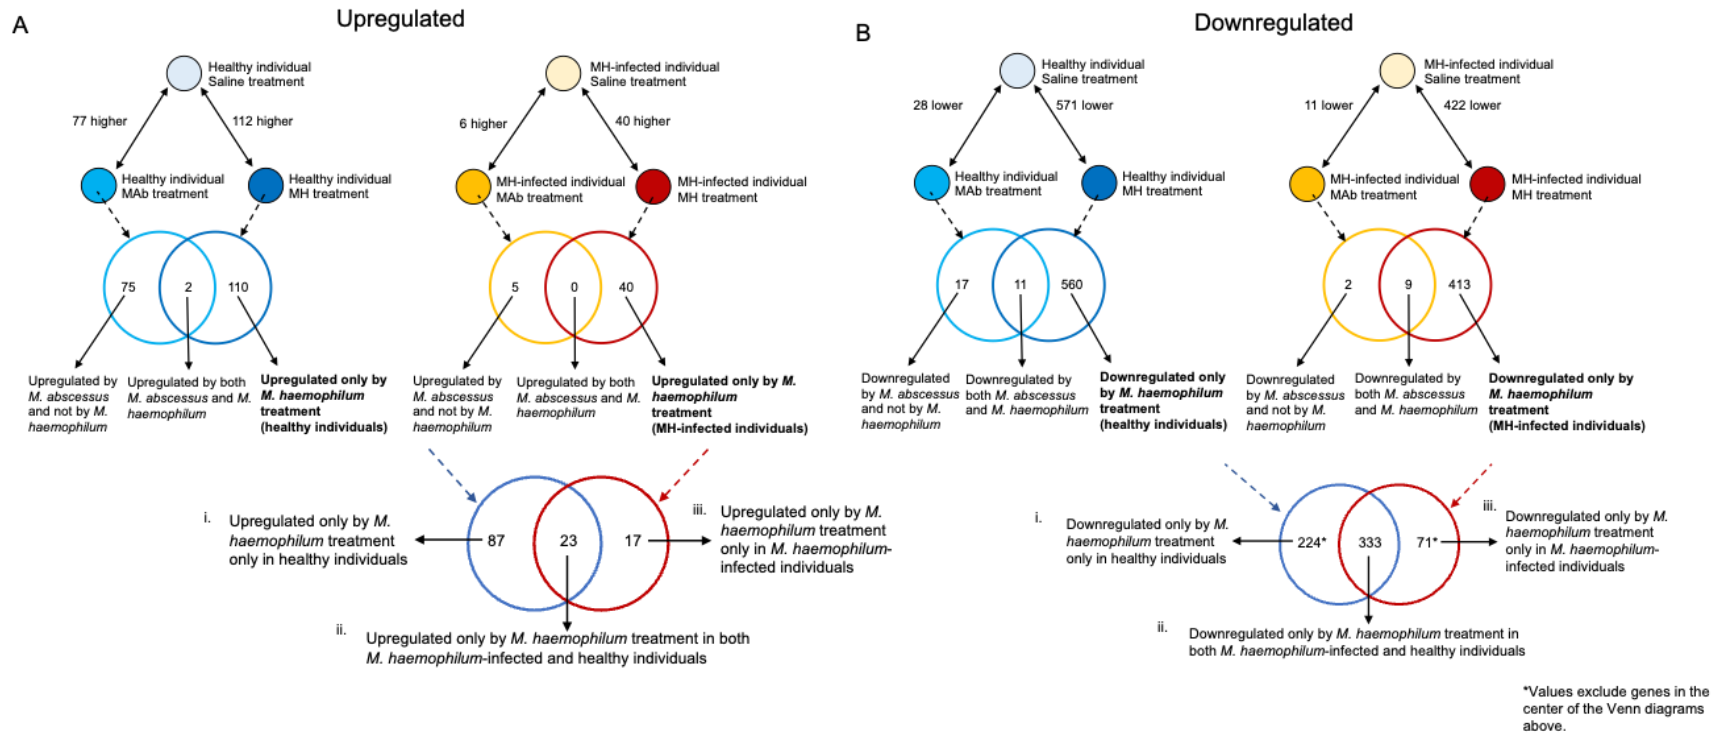 A
Upregulated
Healthy individual
Saline treatment
MH-infected individual
Saline treatment
77 higher
112 higher
6 higher
40 higher
Healthy individual
MAb treatment
Healthy individual
MH treatment
MH-infected individual
MAb treatment
MH-infected individual
MH treatment
75
2
110
5
0
40
Upregulated by
M. abscessus
and not by M.
haemophilum
Upregulated by both
M. abscessus and M.
haemophilum
Upregulated only by
M. haemophilum
treatment
(healthy individuals)
Upregulated by
M. abscessus
and not by M.
haemophilum
Upregulated by both
M. abscessus and M.
haemophilum
Upregulated only by M.
haemophilum
treatment
(MH-infected individuals)
i.
Upregulated only by M.
haemophilum treatment
only in healthy individuals
87
23
17
iii.
Upregulated only by M.
haemophilum treatment
only in M. haemophilum-
infected individuals
ii.
Upregulated only by M. haemophilum treatment in both
M. haemophilum-infected and healthy individuals
B
Downregulated
Healthy individual
Saline treatment
MH-infected individual
Saline treatment
28 lower
571 lower
11 lower
422 lower
Healthy individual
MAb treatment
Healthy individual
MH treatment
MH-infected individual
MAb treatment
MH-infected individual
MH treatment
17
11
560
2
9
413
Downregulated
by M. abscessus
and not by M.
haemophilum
Downregulated by
both M. abscessus
and M. haemophilum
Downregulated only
by M. haemophilum
treatment
(healthy individuals)
Downregulated
by M. abscessus
and not by M.
haemophilum
Downregulated by
both M. abscessus
and M. haemophilum
Downregulated only by
M. haemophilum
treatment
(MH-infected individuals)
i.
Downregulated only by M.
haemophilum treatment
only in healthy individuals
224*
333
71*
iii.
Downregulated only by M.
haemophilum treatment
only in M. haemophilum-
infected individuals
ii.
Downregulated only by M. haemophilum treatment in
both M. haemophilum-infected and healthy individuals
*Values exclude genes in the
center of the Venn diagrams
above.